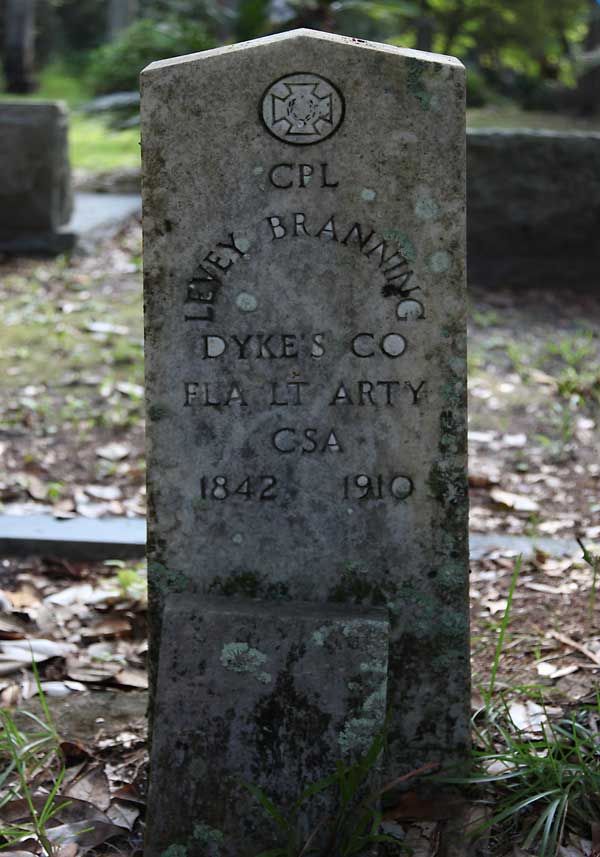 CPL
LEVEY BRANNING
DYKE'S CO
FLA LT ARTY
CSA
1842 1910